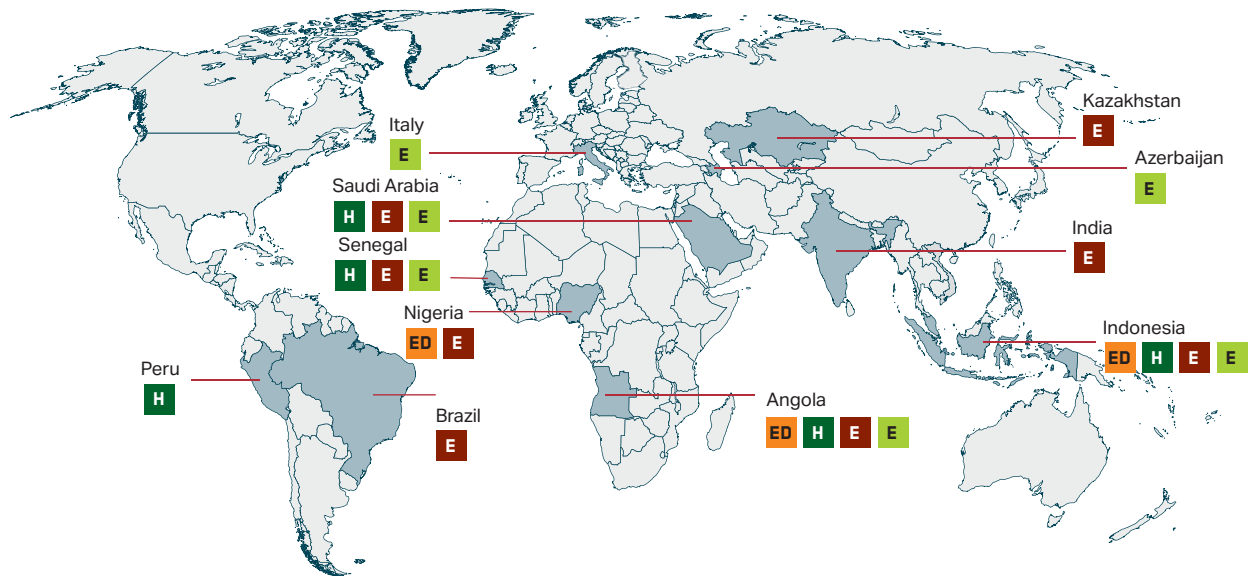 Kazakhstan
E
Italy
E
Azerbaijan
E
Saudi Arabia
H E E
India
E
Senegal
H E E
Nigeria
ED E
Indonesia
ED H E E
Peru
H
Angola
ED H E E
Brazil
E